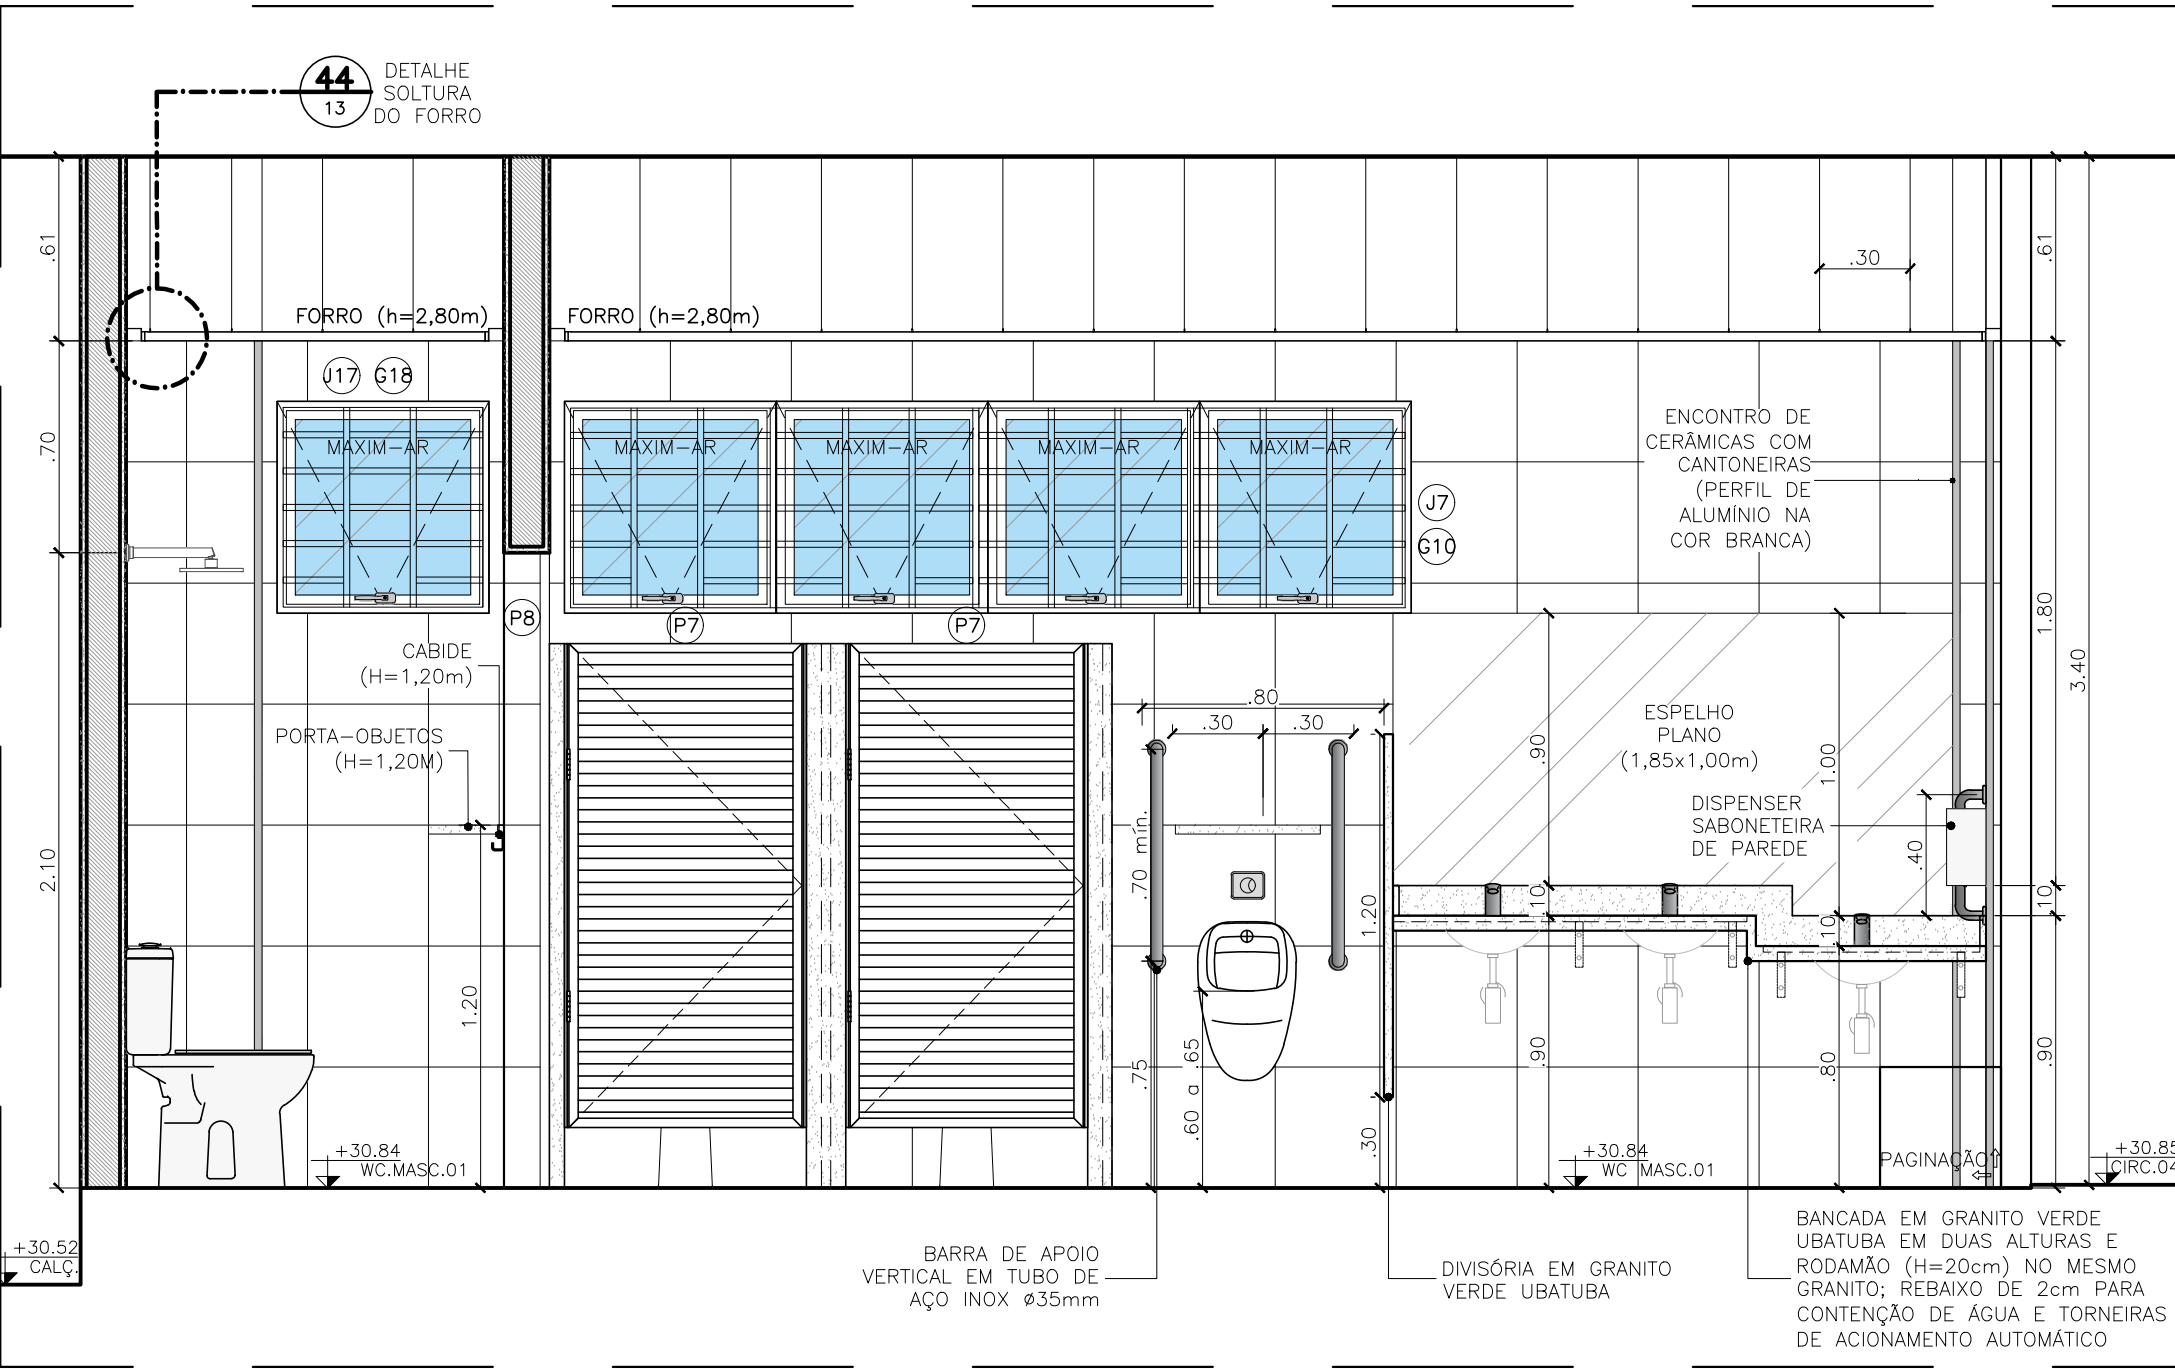 44
13
DETALHE
SOLTURA
DO FORRO
.61
.61
.30
FORRO (h=2,80m)
FORRO (h=2,80m)
J17
G18
.70
MAXIM-AR
MAXIM-AR
MAXIM-AR
MAXIM-AR
MAXIM-AR
J7
G10
ENCONTRO DE
CERÂMICAS COM
CANTONEIRAS
(PERFIL DE
ALUMÍNIO NA
COR BRANCA)
P8
P7
P7
1.80
3.40
CABIDE
(H=1,20m)
PORTA-OBJETOS
(H=1,20M)
.80
.30
.30
ESPELHO
PLANO
(1,85x1,00m)
.90
1.00
DISPENSER
SABONETEIRA
DE PAREDE
.40
2.10
.70 mín.
1.20
.10
.10
.10
1.20
.75
.60 a .65
.30
.90
.80
.90
+30.84
WC.MASC.01
+30.84
WC MASC.01
PAGINAÇÃO
+30.85
CIRC.04
+30.52
CALÇ.
BARRA DE APOIO
VERTICAL EM TUBO DE
AÇO INOX ø35mm
DIVISÓRIA EM GRANITO
VERDE UBATUBA
BANCADA EM GRANITO VERDE
UBATUBA EM DUAS ALTURAS E
RODAMÃO (H=20cm) NO MESMO
GRANITO; REBAIXO DE 2cm PARA
CONTENÇÃO DE ÁGUA E TORNEIRAS
DE ACIONAMENTO AUTOMÁTICO